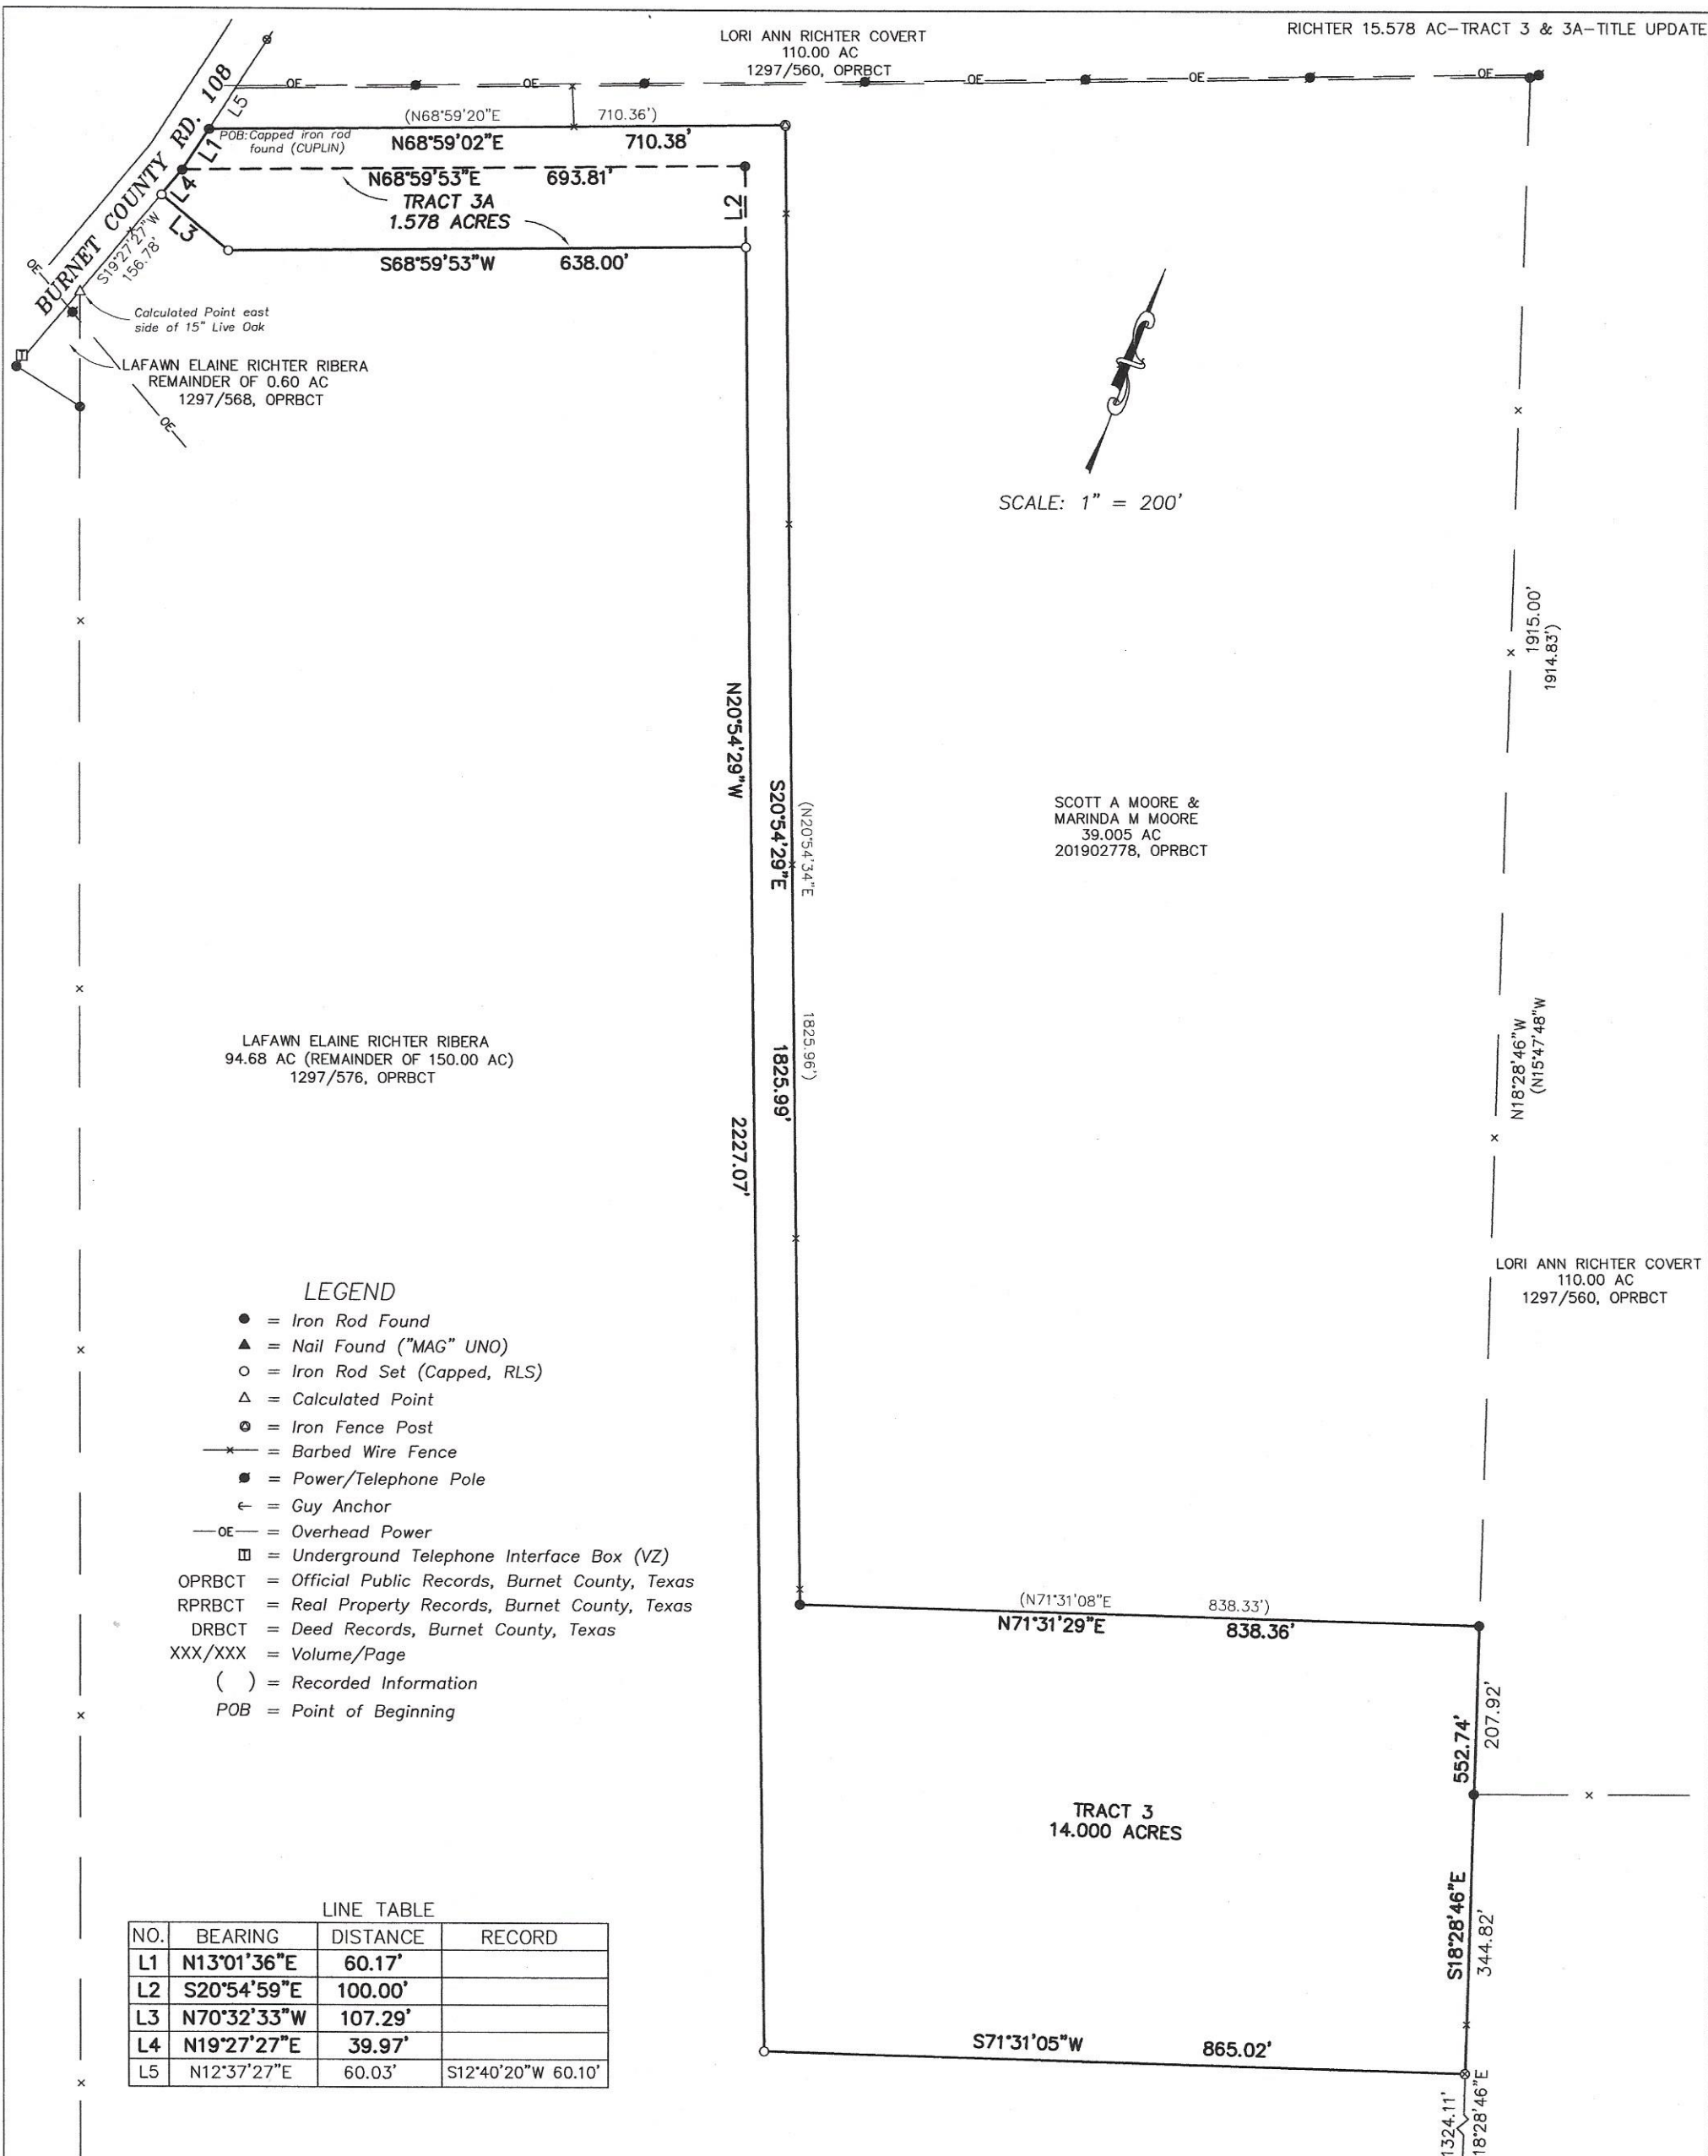 RICHTER 15.578 AC-TRACT 3 & 3A-TITLE UPDATE
LORI ANN RICHTER COVERT
110.00 AC
1297/560, OPRBCT
OE
OE
OE
OE
OE
BURNET COUNTY RD. 108
L5
L1
POB: Capped iron rod
found (CUPLIN)
(N68°59'20"E 710.36')
N68°59'02"E 710.38'
L4
N68°59'53"E 693.81'
TRACT 3A
1.578 ACRES
L2
L3
S68°59'53"W 638.00'
S19°27'27"W
156.78'
OE
Calculated Point east
side of 15" Live Oak
LAFAWN ELAINE RICHTER RIBERA
REMAINDER OF 0.60 AC
1297/568, OPRBCT
OE
SCALE: 1" = 200'
1915.00'
1914.83')
N20°54'29"W
S20°54'29"E
(N20°54'34"E
SCOTT A MOORE &
MARINDA M MOORE
39.005 AC
201902778, OPRBCT
N18°28'46"W
(N15°47'48"W
LAFAWN ELAINE RICHTER RIBERA
94.68 AC (REMAINDER OF 150.00 AC)
1297/576, OPRBCT
2227.07'
1825.99'
1825.96')
LORI ANN RICHTER COVERT
110.00 AC
1297/560, OPRBCT
LEGEND
= Iron Rod Found
= Nail Found ("MAG" UNO)
= Iron Rod Set (Capped, RLS)
= Calculated Point
= Iron Fence Post
= Barbed Wire Fence
= Power/Telephone Pole
= Guy Anchor
OE = Overhead Power
T = Underground Telephone Interface Box (VZ)
OPRBCT = Official Public Records, Burnet County, Texas
RPRBCT = Real Property Records, Burnet County, Texas
DRBCT = Deed Records, Burnet County, Texas
XXX/XXX = Volume/Page
( ) = Recorded Information
POB = Point of Beginning
(N71°31'08"E 838.33')
N71°31'29"E 838.36'
552.74'
207.92'
TRACT 3
14.000 ACRES
S18°28'46"E
344.82'
S71°31'05"W 865.02'
1324.11'
18°28'46"E
LINE TABLE
NO. BEARING DISTANCE RECORD
L1 N13°01'36"E 60.17'
L2 S20°54'59"E 100.00'
L3 N70°32'33"W 107.29'
L4 N19°27'27"E 39.97'
L5 N12°37'27"E 60.03' S12°40'20"W 60.10'